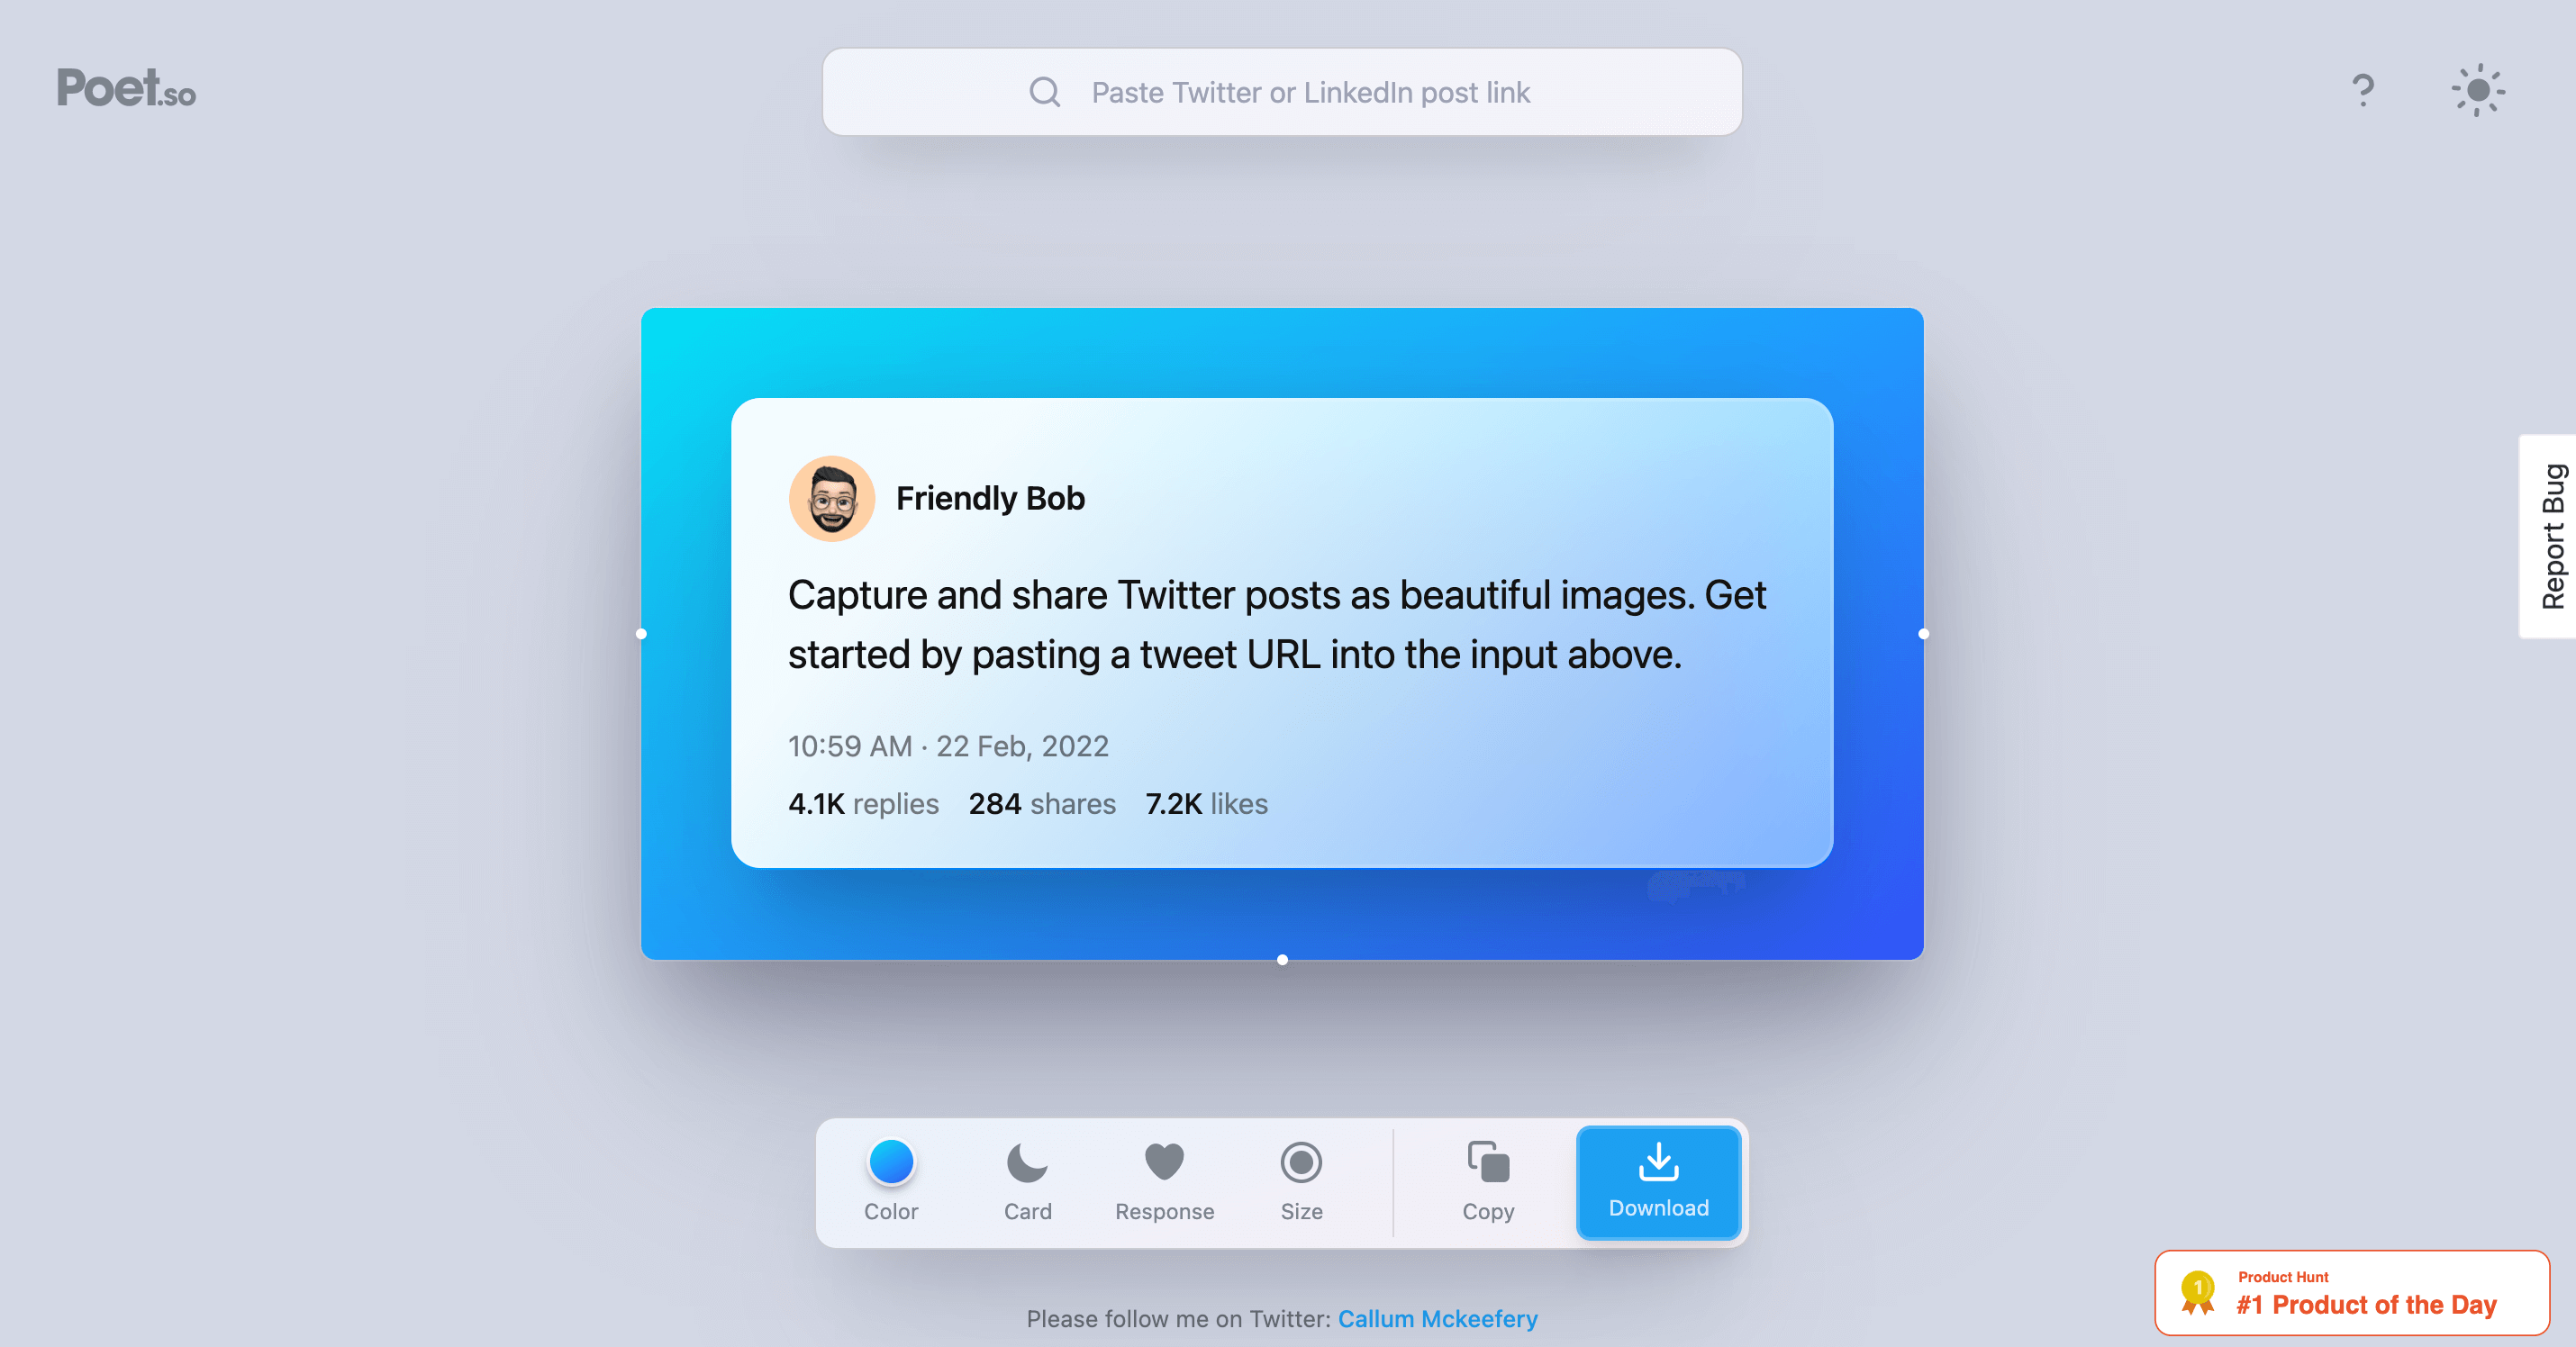 Poet.so
Paste Twitter or LinkedIn post link
?
Friendly Bob
Capture and share Twitter posts as beautiful images. Get
started by pasting a tweet URL into the input above.
10:59 AM · 22 Feb, 2022
4.1K replies 284 shares 7.2K likes
Report Bug
Color Card Response Size Copy Download
Please follow me on Twitter: Callum Mckeefery
1
Product Hunt
#1 Product of the Day